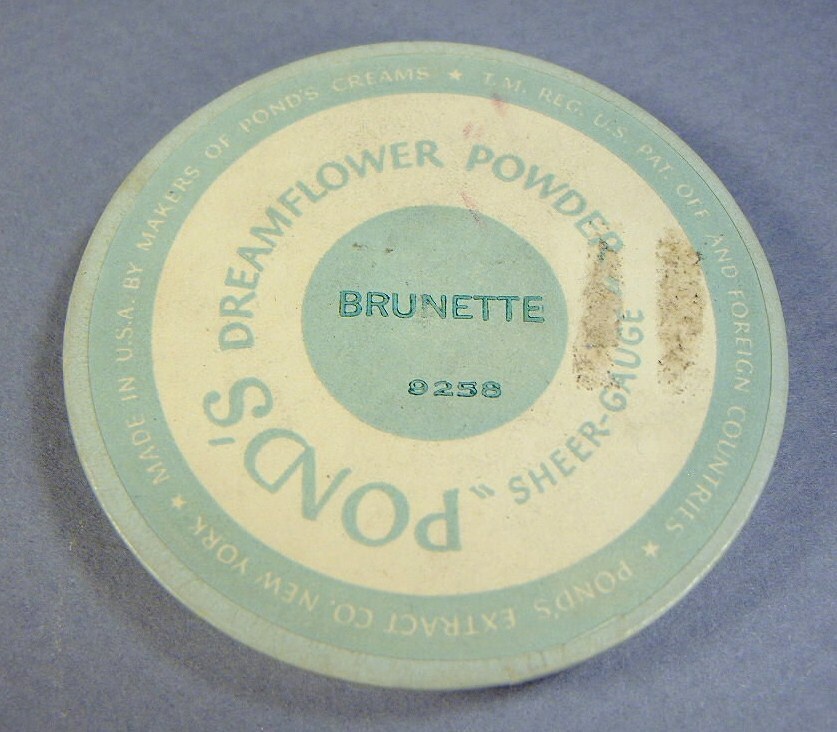 BRUNETTE
9258
POND'S DREAMFLOWER POWDER "SHEER-GAUGE
MADE IN U.S.A. BY MAKERS OF POND'S CREAMS ★ T.M. REG. U.S. PAT. OFF. AND FOREIGN COUNTRIES ★ POND'S EXTRACT CO. NEW YORK ★